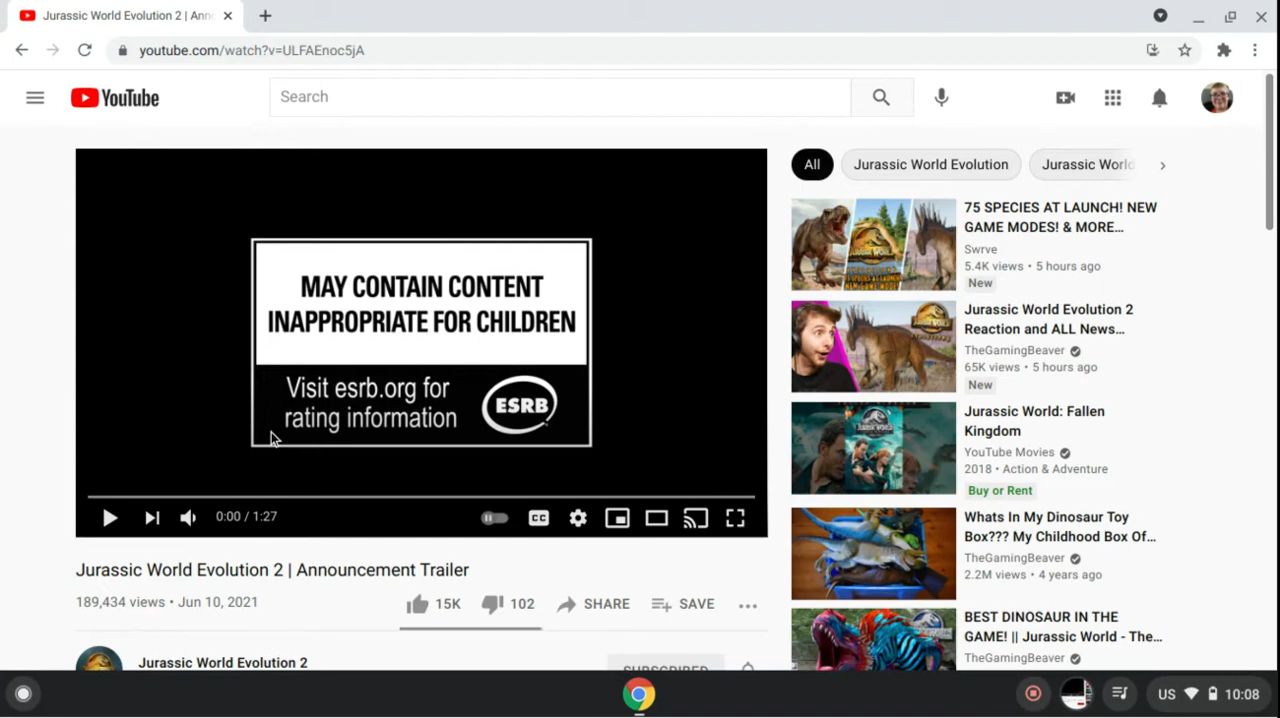 Jurassic World Evolution 2 | Ann
youtube.com/watch?v=ULFAEnoc5jA
YouTube
Search
MAY CONTAIN CONTENT
INAPPROPRIATE FOR CHILDREN
Visit esrb.org for
rating information
ESRB
CC
0:00 / 1:27
Jurassic World Evolution 2 | Announcement Trailer
189,434 views • Jun 10, 2021
15K
102
SHARE
SAVE
Jurassic World Evolution 2
SUBSCRIBED
All
Jurassic World Evolution
Jurassic World
75 SPECIES AT LAUNCH! NEW
GAME MODES! & MORE…
Swrve
5.4K views • 5 hours ago
New
Jurassic World Evolution 2
Reaction and ALL News…
TheGamingBeaver
65K views • 5 hours ago
New
Jurassic World: Fallen
Kingdom
YouTube Movies
2018 • Action & Adventure
Buy or Rent
Whats In My Dinosaur Toy
Box??? My Childhood Box Of…
TheGamingBeaver
2.2M views • 4 years ago
BEST DINOSAUR IN THE
GAME! || Jurassic World - The…
TheGamingBeaver
US
10:08